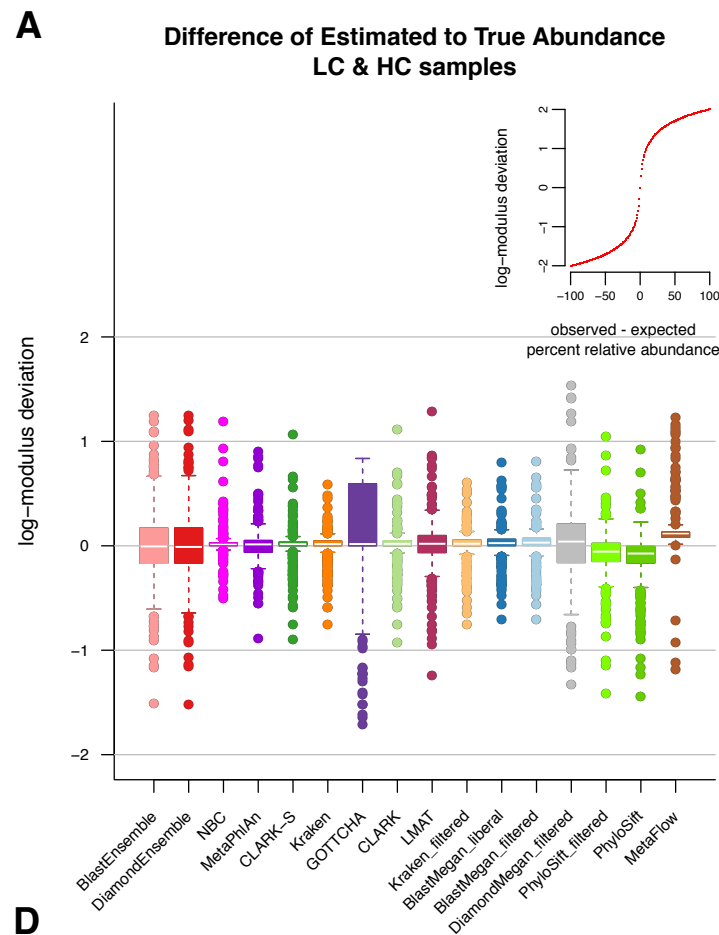 A
Difference of Estimated to True Abundance
LC & HC samples
log−modulus deviation
2
1
0
−1
−2
−100 −50 0 50 100
observed - expected
percent relative abundance
log−modulus deviation
2
1
0
−1
−2
BlastEnsemble
DiamondEnsemble
NBC
MetaPhlAn
CLARK−S
Kraken
GOTTCHA
CLARK
LMAT
Kraken_filtered
BlastMegan_liberal
BlastMegan_filtered
DiamondMegan_filtered
PhyloSift_filtered
PhyloSift
MetaFlow
D